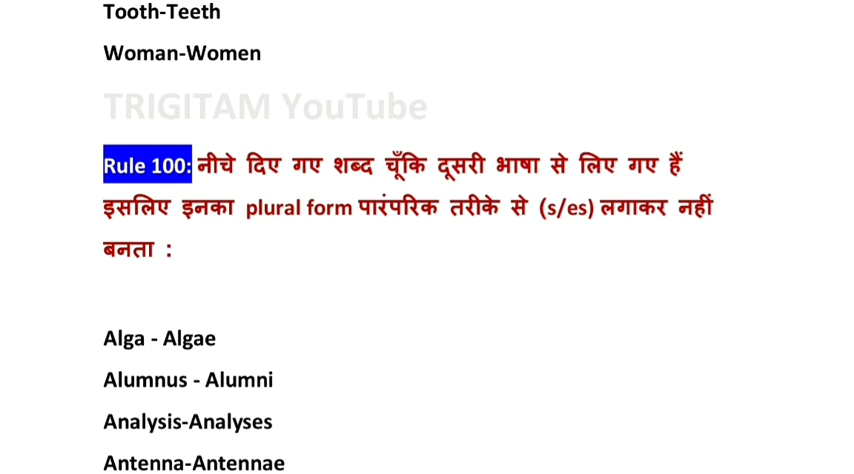 Tooth-Teeth
Woman-Women
TRIGITAM YouTube
Rule 100: नीचे दिए गए शब्द चूँकि दूसरी भाषा से लिए गए हैं
इसलिए इनका plural form पारंपरिक तरीके से (s/es) लगाकर नहीं
बनता :
Alga - Algae
Alumnus - Alumni
Analysis-Analyses
Antenna-Antennae